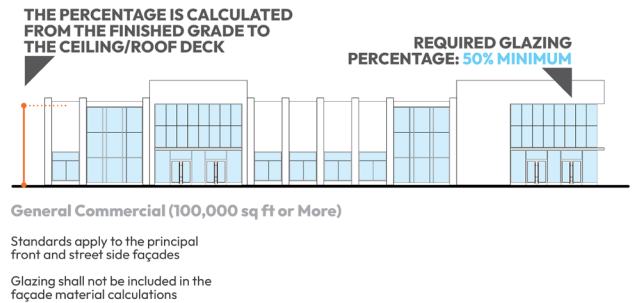 THE PERCENTAGE IS CALCULATED
FROM THE FINISHED GRADE TO
THE CEILING/ROOF DECK
REQUIRED GLAZING
PERCENTAGE: 50% MINIMUM
General Commercial (100,000 sq ft or More)
Standards apply to the principal
front and street side façades
Glazing shall not be included in the
façade material calculations